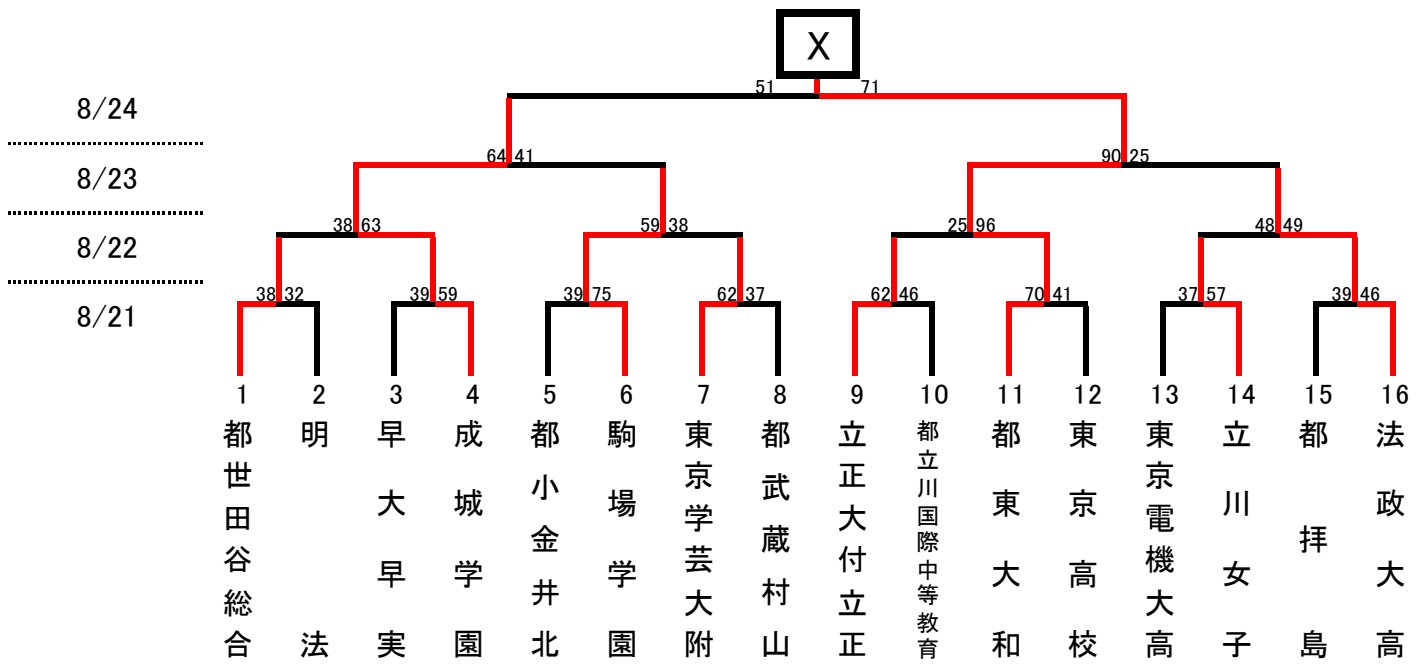 X
51 71
8/24
64 41 90 25
8/23
38 63 59 38 25 96 48 49
8/22
38 32 39 59 39 75 62 37 62 46 70 41 37 57 39 46
8/21
1 2 3 4 5 6 7 8 9 10 11 12 13 14 15 16
都世田谷総合
明法
早大早実
成城学園
都小金井北
駒場学園
東京学芸大附
都武蔵村山
立正大付立正
都立川国際中等教育
都東大和
東京高校
東京電機大高
立川女子
都拝島
法政大高